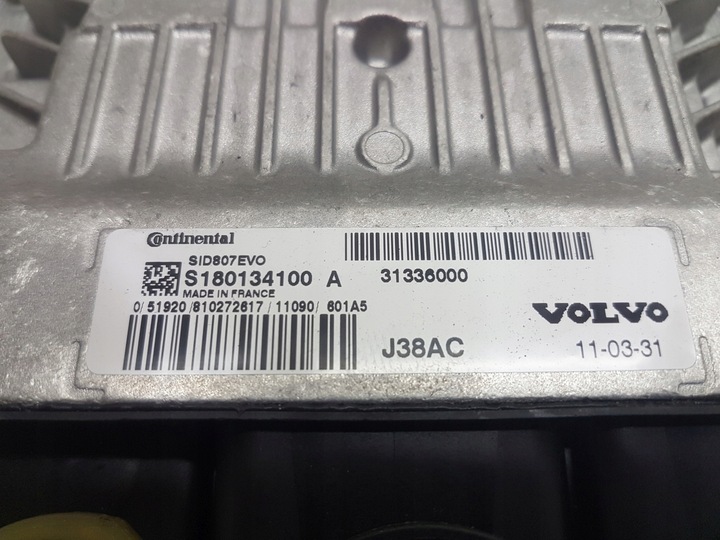 Continental
SID807EVO
S180134100 A
MADE IN FRANCE
0/ 51920 /810272617 / 11090/ 601A5
31336000
VOLVO
J38AC
11-03-31